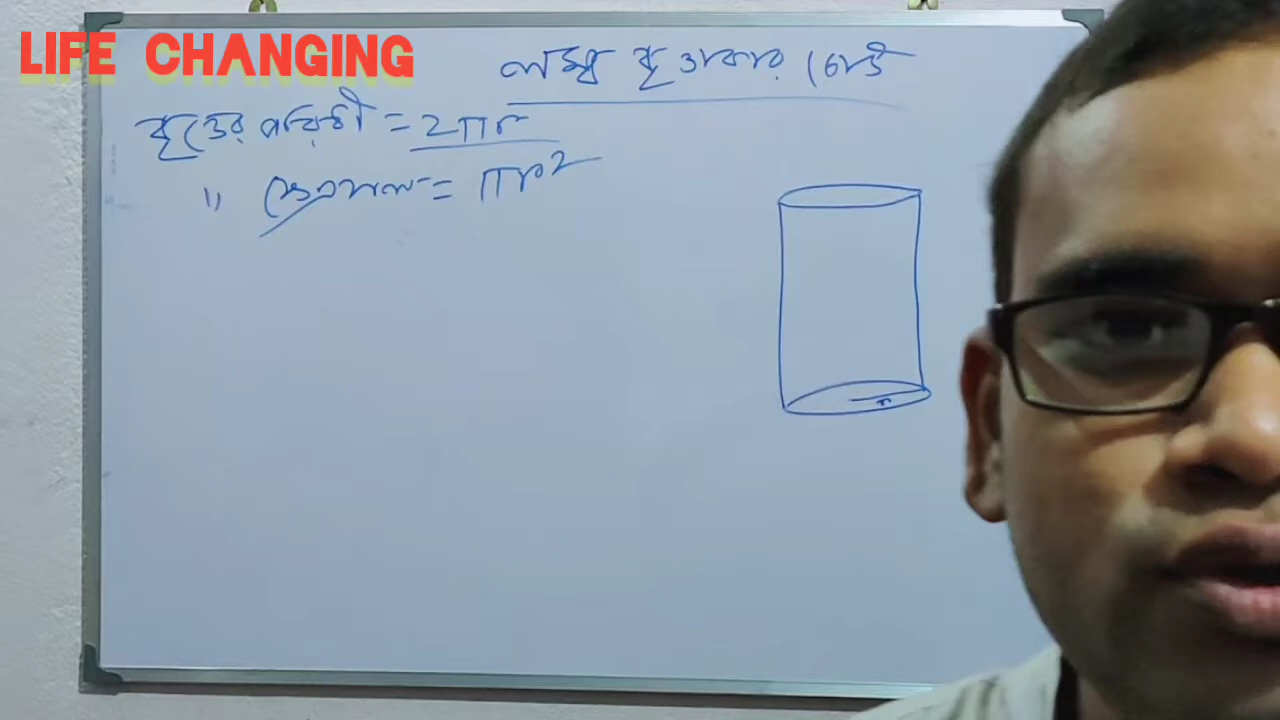 LIFE CHANGING
লম্ব বৃত্তাকার চোঙ
বৃত্তের পরিধী = 2πr
" ক্ষেত্রফল = πr²
r